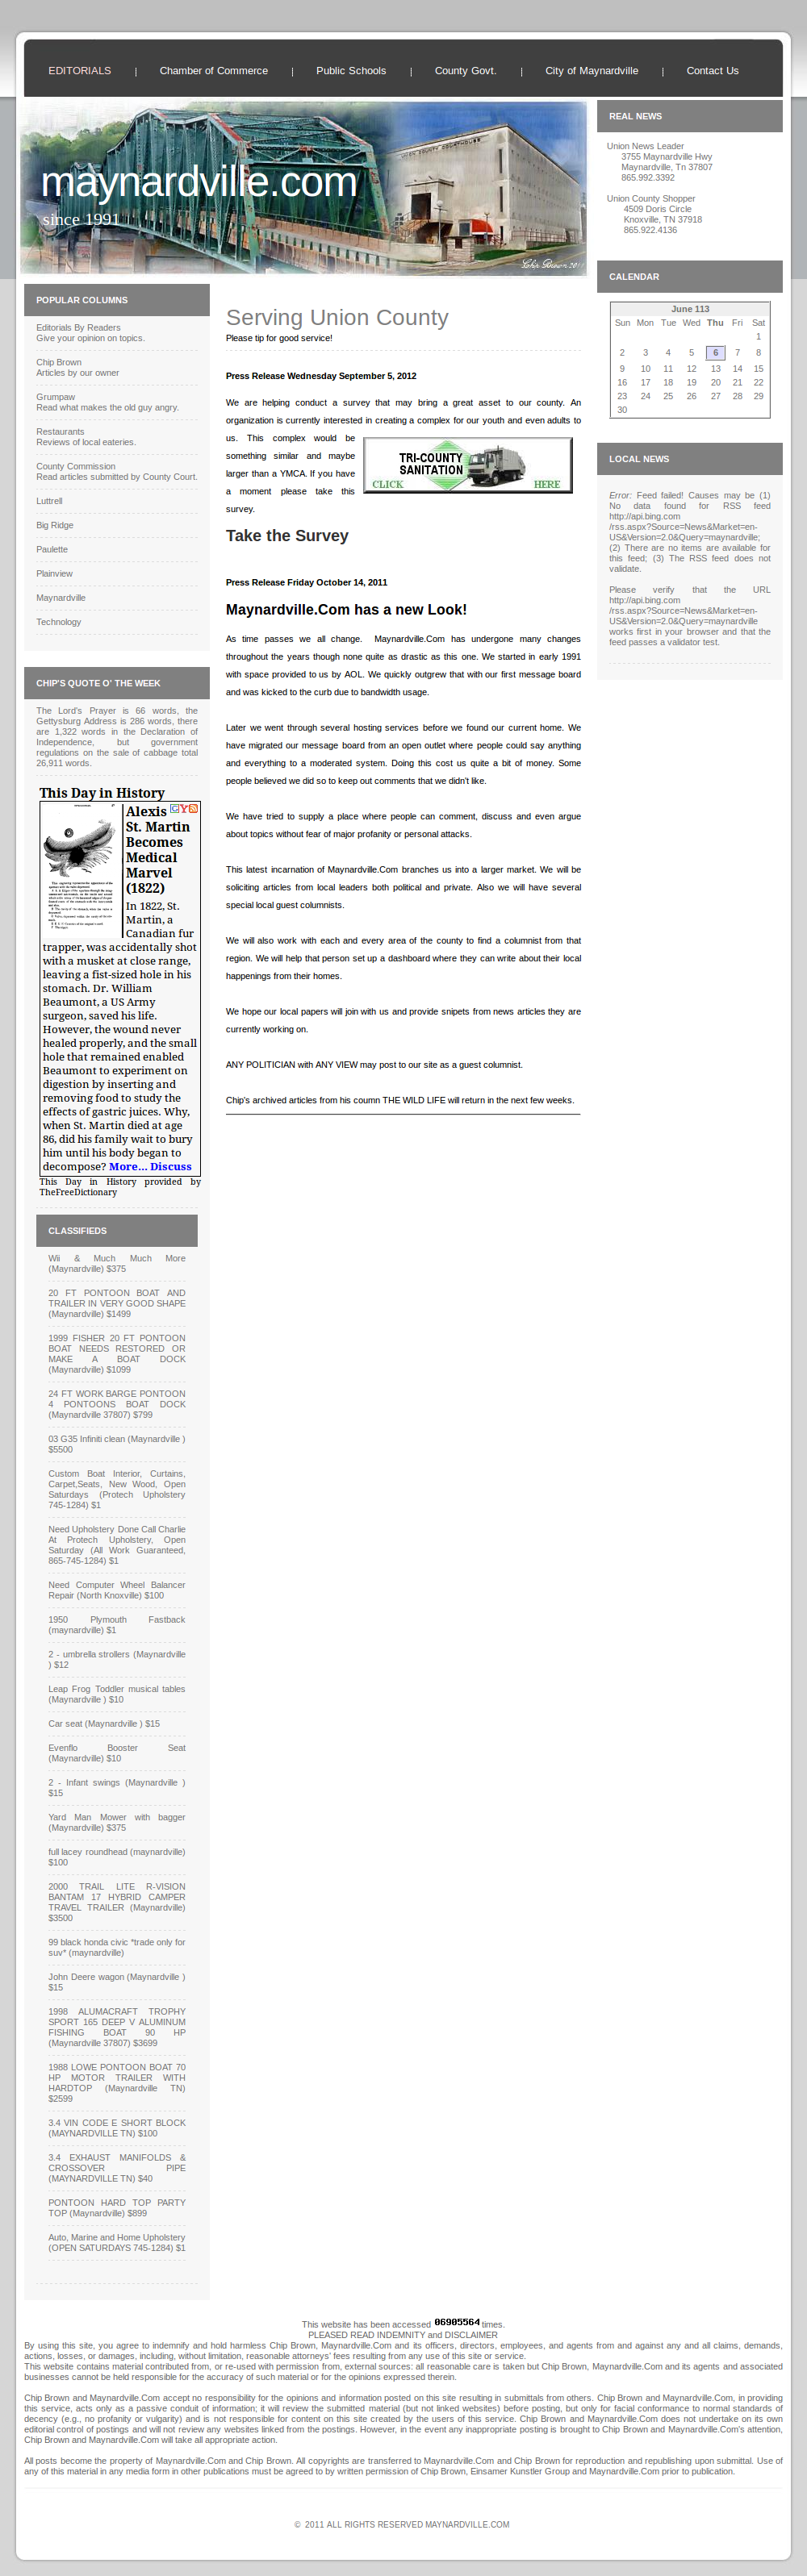 EDITORIALS | Chamber of Commerce | Public Schools | County Govt. | City of Maynardville | Contact Us
maynardville.com
since 1991
UNION COUNTY COURTHOUSE
Chip Brown 2011
REAL NEWS
Union News Leader
3755 Maynardville Hwy
Maynardville, Tn 37807
865.992.3392
Union County Shopper
4509 Doris Circle
Knoxville, TN 37918
865.922.4136
CALENDAR
June 113
Sun Mon Tue Wed Thu Fri Sat
1
2 3 4 5 6 7 8
9 10 11 12 13 14 15
16 17 18 19 20 21 22
23 24 25 26 27 28 29
30
LOCAL NEWS
Error: Feed failed! Causes may be (1)
No data found for RSS feed
http://api.bing.com
/rss.aspx?Source=News&Market=en-
US&Version=2.0&Query=maynardville;
(2) There are no items are available for
this feed; (3) The RSS feed does not
validate.
Please verify that the URL
http://api.bing.com
/rss.aspx?Source=News&Market=en-
US&Version=2.0&Query=maynardville
works first in your browser and that the
feed passes a validator test.
POPULAR COLUMNS
Editorials By Readers
Give your opinion on topics.
Chip Brown
Articles by our owner
Grumpaw
Read what makes the old guy angry.
Restaurants
Reviews of local eateries.
County Commission
Read articles submitted by County Court.
Luttrell
Big Ridge
Paulette
Plainview
Maynardville
Technology
CHIP'S QUOTE O' THE WEEK
The Lord's Prayer is 66 words, the
Gettysburg Address is 286 words, there
are 1,322 words in the Declaration of
Independence, but government
regulations on the sale of cabbage total
26,911 words.
This Day in History
Alexis
St. Martin
Becomes
Medical
Marvel
(1822)
In 1822, St.
Martin, a
Canadian fur
trapper, was accidentally shot
with a musket at close range,
leaving a fist-sized hole in his
stomach. Dr. William
Beaumont, a US Army
surgeon, saved his life.
However, the wound never
healed properly, and the small
hole that remained enabled
Beaumont to experiment on
digestion by inserting and
removing food to study the
effects of gastric juices. Why,
when St. Martin died at age
86, did his family wait to bury
him until his body began to
decompose? More... Discuss
This Day in History provided by
TheFreeDictionary
CLASSIFIEDS
Wii & Much Much More
(Maynardville) $375
20 FT PONTOON BOAT AND
TRAILER IN VERY GOOD SHAPE
(Maynardville) $1499
1999 FISHER 20 FT PONTOON
BOAT NEEDS RESTORED OR
MAKE A BOAT DOCK
(Maynardville) $1099
24 FT WORK BARGE PONTOON
4 PONTOONS BOAT DOCK
(Maynardville 37807) $799
03 G35 Infiniti clean (Maynardville )
$5500
Custom Boat Interior, Curtains,
Carpet,Seats, New Wood, Open
Saturdays (Protech Upholstery
745-1284) $1
Need Upholstery Done Call Charlie
At Protech Upholstery, Open
Saturday (All Work Guaranteed,
865-745-1284) $1
Need Computer Wheel Balancer
Repair (North Knoxville) $100
1950 Plymouth Fastback
(maynardville) $1
2 - umbrella strollers (Maynardville
) $12
Leap Frog Toddler musical tables
(Maynardville ) $10
Car seat (Maynardville ) $15
Evenflo Booster Seat
(Maynardville) $10
2 - Infant swings (Maynardville )
$15
Yard Man Mower with bagger
(Maynardville) $375
full lacey roundhead (maynardville)
$100
2000 TRAIL LITE R-VISION
BANTAM 17 HYBRID CAMPER
TRAVEL TRAILER (Maynardville)
$3500
99 black honda civic *trade only for
suv* (maynardville)
John Deere wagon (Maynardville )
$15
1998 ALUMACRAFT TROPHY
SPORT 165 DEEP V ALUMINUM
FISHING BOAT 90 HP
(Maynardville 37807) $3699
1988 LOWE PONTOON BOAT 70
HP MOTOR TRAILER WITH
HARDTOP (Maynardville TN)
$2599
3.4 VIN CODE E SHORT BLOCK
(MAYNARDVILLE TN) $100
3.4 EXHAUST MANIFOLDS &
CROSSOVER PIPE
(MAYNARDVILLE TN) $40
PONTOON HARD TOP PARTY
TOP (Maynardville) $899
Auto, Marine and Home Upholstery
(OPEN SATURDAYS 745-1284) $1
Serving Union County
Please tip for good service!
Press Release Wednesday September 5, 2012
We are helping conduct a survey that may bring a great asset to our county. An
organization is currently interested in creating a complex for our youth and even adults to
us. This complex would be
something similar and maybe
larger than a YMCA. If you have
a moment please take this
survey.
TRI-COUNTY
SANITATION
CLICK HERE
Take the Survey
Press Release Friday October 14, 2011
Maynardville.Com has a new Look!
As time passes we all change. Maynardville.Com has undergone many changes
throughout the years though none quite as drastic as this one. We started in early 1991
with space provided to us by AOL. We quickly outgrew that with our first message board
and was kicked to the curb due to bandwidth usage.
Later we went through several hosting services before we found our current home. We
have migrated our message board from an open outlet where people could say anything
and everything to a moderated system. Doing this cost us quite a bit of money. Some
people believed we did so to keep out comments that we didn't like.
We have tried to supply a place where people can comment, discuss and even argue
about topics without fear of major profanity or personal attacks.
This latest incarnation of Maynardville.Com branches us into a larger market. We will be
soliciting articles from local leaders both political and private. Also we will have several
special local guest columnists.
We will also work with each and every area of the county to find a columnist from that
region. We will help that person set up a dashboard where they can write about their local
happenings from their homes.
We hope our local papers will join with us and provide snipets from news articles they are
currently working on.
ANY POLITICIAN with ANY VIEW may post to our site as a guest columnist.
Chip's archived articles from his coumn THE WILD LIFE will return in the next few weeks.
This website has been accessed 06905564 times.
PLEASED READ INDEMNITY and DISCLAIMER
By using this site, you agree to indemnify and hold harmless Chip Brown, Maynardville.Com and its officers, directors, employees, and agents from and against any and all claims, demands,
actions, losses, or damages, including, without limitation, reasonable attorneys' fees resulting from any use of this site or service.
This website contains material contributed from, or re-used with permission from, external sources: all reasonable care is taken but Chip Brown, Maynardville.Com and its agents and associated
businesses cannot be held responsible for the accuracy of such material or for the opinions expressed therein.
Chip Brown and Maynardville.Com accept no responsibility for the opinions and information posted on this site resulting in submittals from others. Chip Brown and Maynardville.Com, in providing
this service, acts only as a passive conduit of information; it will review the submitted material (but not linked websites) before posting, but only for facial conformance to normal standards of
decency (e.g., no profanity or vulgarity) and is not responsible for content on this site created by the users of this service. Chip Brown and Maynardville.Com does not undertake on its own
editorial control of postings and will not review any websites linked from the postings. However, in the event any inappropriate posting is brought to Chip Brown and Maynardville.Com's attention,
Chip Brown and Maynardville.Com will take all appropriate action.
All posts become the property of Maynardville.Com and Chip Brown. All copyrights are transferred to Maynardville.Com and Chip Brown for reproduction and republishing upon submittal. Use of
any of this material in any media form in other publications must be agreed to by written permission of Chip Brown, Einsamer Kunstler Group and Maynardville.Com prior to publication.
© 2011 ALL RIGHTS RESERVED MAYNARDVILLE.COM